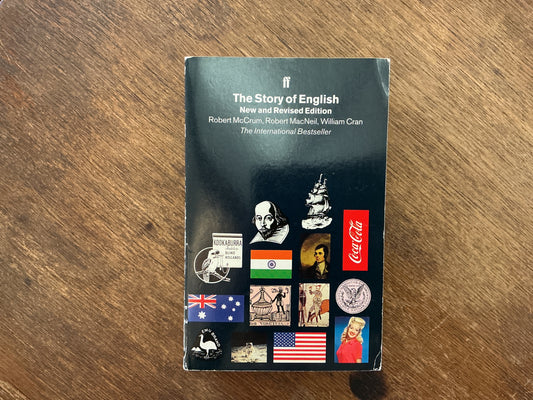 ff
The Story of English
New and Revised Edition
Robert McCrum, Robert MacNeil, William Cran
The International Bestseller
Coca-Cola
KOOKABURRA